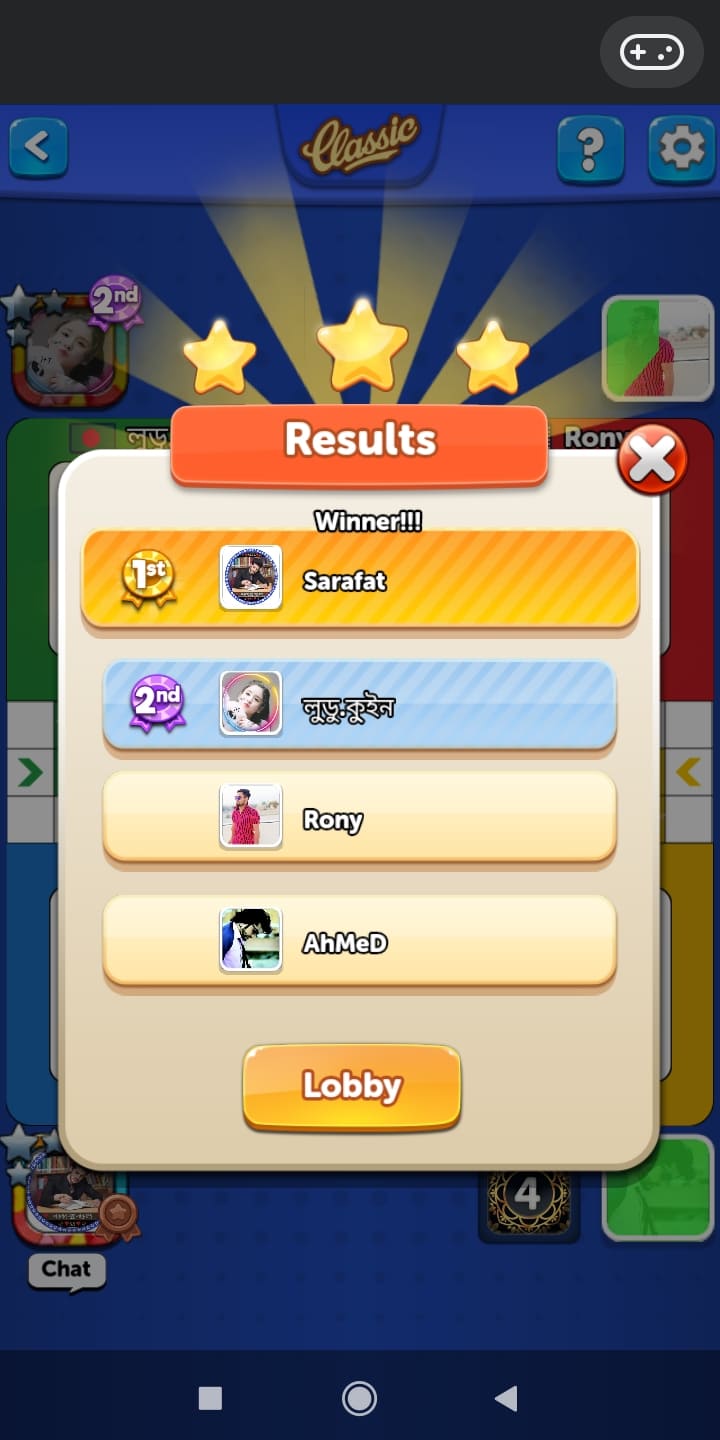 Classic
?
2nd
লুডু
Rony
Results
Winner!!!
1st
Sarafat
2nd
লুডু.কুইন
Rony
AhMeD
Lobby
4
Chat